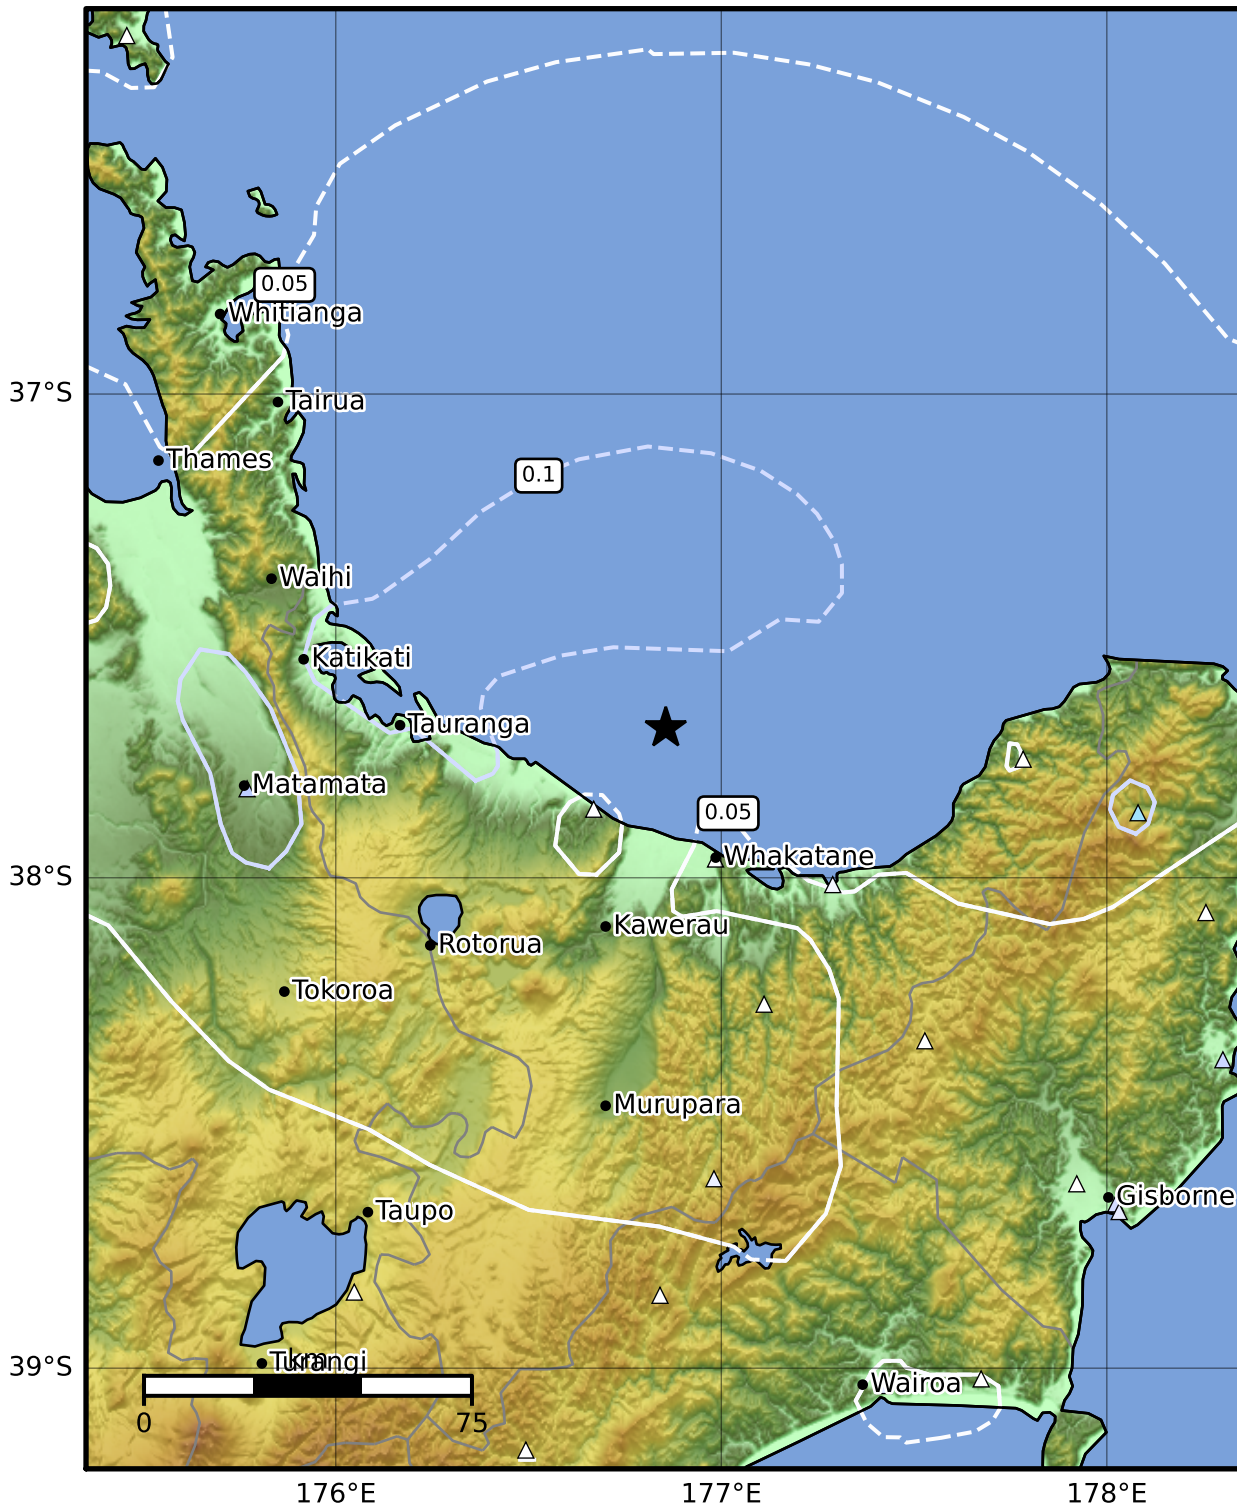 0.05
Whitianga
37°S
Tairua
Thames
0.1
Waihi
Katikati
Tauranga
Matamata
0.05
Whakatane
38°S
Kawerau
Rotorua
Tokoroa
Murupara
Gisborne
Taupo
km
Turangi
39°S
Wairoa
0
75
176°E
177°E
178°E